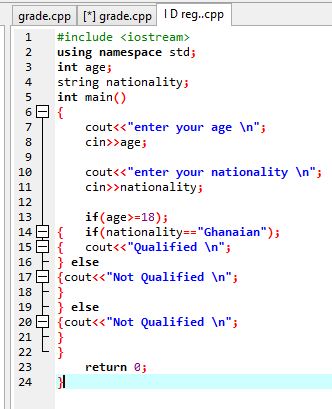 grade.cpp [*] grade.cpp I D reg..cpp
1 #include <iostream>
2 using namespace std;
3 int age;
4 string nationality;
5 int main()
6 {
7 cout<<"enter your age \n";
8 cin>>age;
9
10 cout<<"enter your nationality \n";
11 cin>>nationality;
12
13 if(age>=18);
14 { if(nationality=="Ghanaian");
15 { cout<<"Qualified \n";
16 } else
17 {cout<<"Not Qualified \n";
18 }
19 } else
20 {cout<<"Not Qualified \n";
21 }
22 }
23 return 0;
24 }